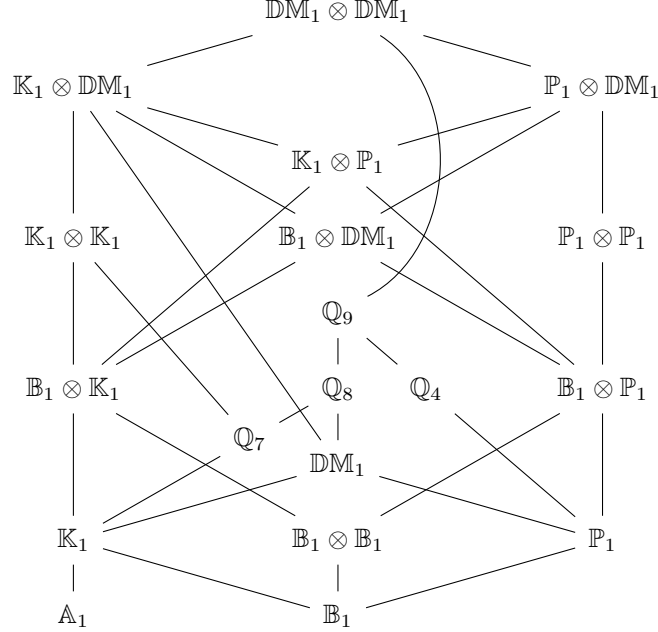 𝔻𝕄₁ ⊗ 𝔻𝕄₁
𝕂₁ ⊗ 𝔻𝕄₁ ℙ₁ ⊗ 𝔻𝕄₁
𝕂₁ ⊗ ℙ₁
𝕂₁ ⊗ 𝕂₁ 𝔹₁ ⊗ 𝔻𝕄₁ ℙ₁ ⊗ ℙ₁
ℚ₉
𝔹₁ ⊗ 𝕂₁ ℚ₈ ℚ₄ 𝔹₁ ⊗ ℙ₁
ℚ₇
𝔻𝕄₁
𝕂₁ 𝔹₁ ⊗ 𝔹₁ ℙ₁
𝔸₁ 𝔹₁